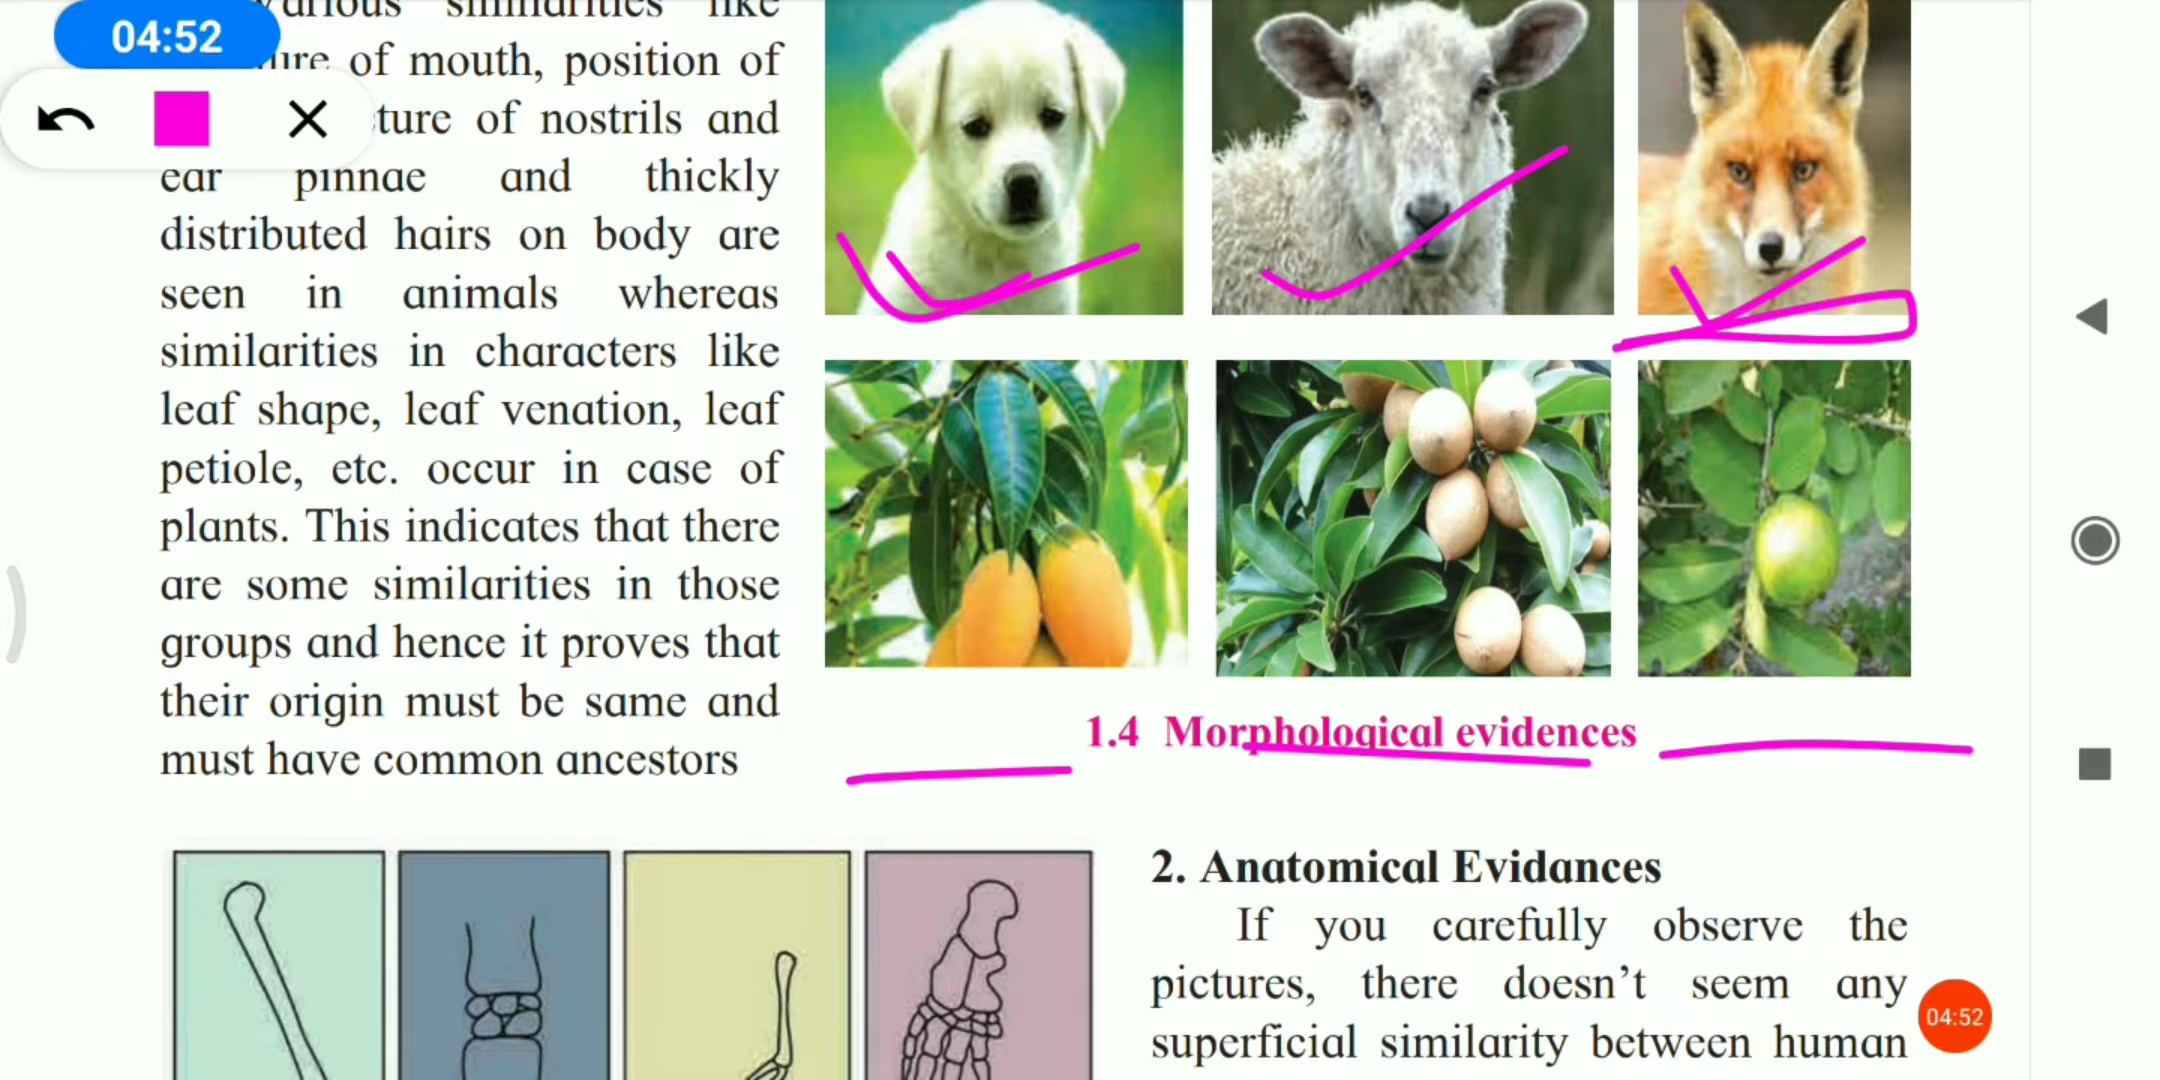 04:52
various similarities like
of mouth, position of
ture of nostrils and
ear pinnae and thickly
distributed hairs on body are
seen in animals whereas
similarities in characters like
leaf shape, leaf venation, leaf
petiole, etc. occur in case of
plants. This indicates that there
are some similarities in those
groups and hence it proves that
their origin must be same and
must have common ancestors
1.4 Morphological evidences
2. Anatomical Evidances
If you carefully observe the
pictures, there doesn’t seem any
superficial similarity between human
04:52